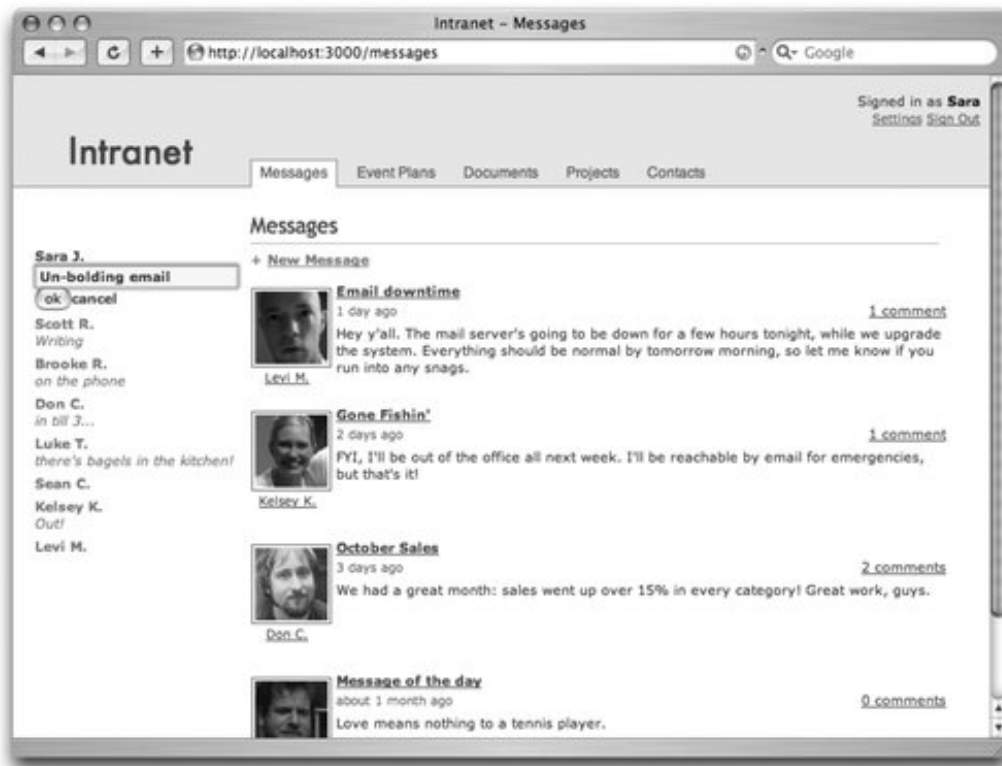 Intranet – Messages
http://localhost:3000/messages
Google
Signed in as Sara
Settings Sign Out
Intranet
Messages Event Plans Documents Projects Contacts
Messages
+ New Message
Sara J.
Un-bolding email
ok cancel
Scott R.
Writing
Brooke R.
on the phone
Don C.
in till 3...
Luke T.
there's bagels in the kitchen!
Sean C.
Kelsey K.
Out!
Levi M.
Email downtime
1 day ago
1 comment
Hey y'all. The mail server's going to be down for a few hours tonight, while we upgrade
the system. Everything should be normal by tomorrow morning, so let me know if you
run into any snags.
Levi M.
Gone Fishin'
2 days ago
1 comment
FYI, I'll be out of the office all next week. I'll be reachable by email for emergencies,
but that's it!
Kelsey K.
October Sales
3 days ago
2 comments
We had a great month: sales went up over 15% in every category! Great work, guys.
Don C.
Message of the day
about 1 month ago
0 comments
Love means nothing to a tennis player.